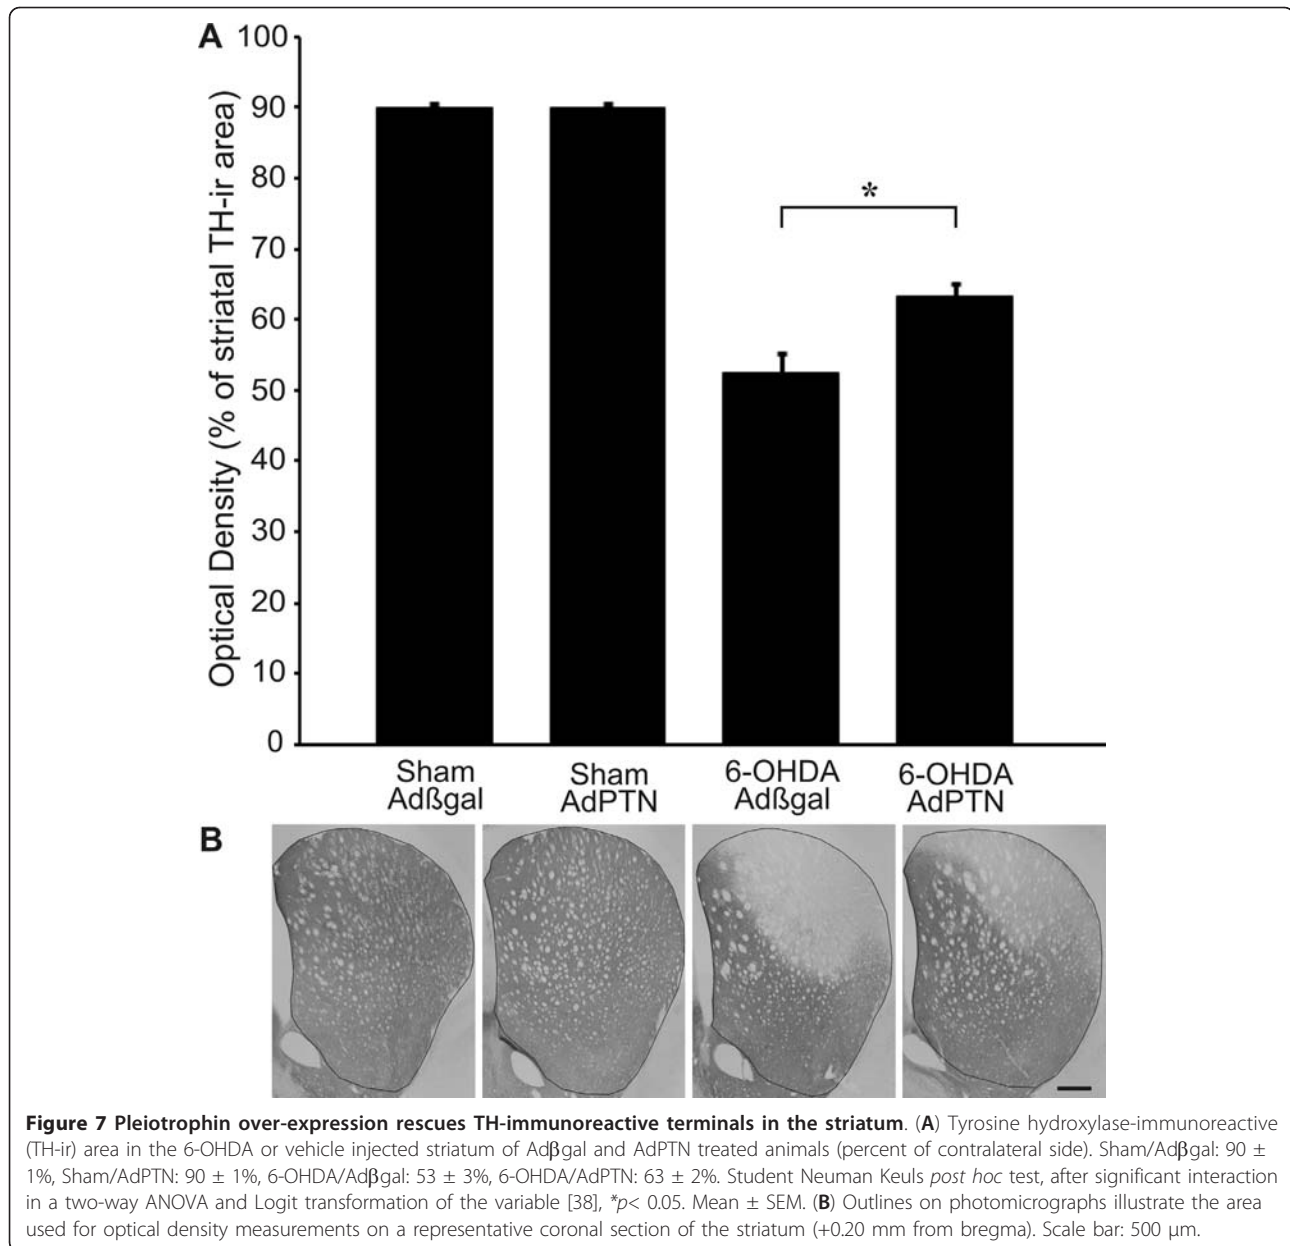 A
Optical Density (% of striatal TH-ir area)
100
90
80
70
60
50
40
30
20
10
0
*
Sham
Adßgal
Sham
AdPTN
6-OHDA
Adßgal
6-OHDA
AdPTN
B
Figure 7 Pleiotrophin over-expression rescues TH-immunoreactive terminals in the striatum. (A) Tyrosine hydroxylase-immunoreactive
(TH-ir) area in the 6-OHDA or vehicle injected striatum of Adβgal and AdPTN treated animals (percent of contralateral side). Sham/Adβgal: 90 ±
1%, Sham/AdPTN: 90 ± 1%, 6-OHDA/Adβgal: 53 ± 3%, 6-OHDA/AdPTN: 63 ± 2%. Student Neuman Keuls post hoc test, after significant interaction
in a two-way ANOVA and Logit transformation of the variable [38], *p< 0.05. Mean ± SEM. (B) Outlines on photomicrographs illustrate the area
used for optical density measurements on a representative coronal section of the striatum (+0.20 mm from bregma). Scale bar: 500 μm.